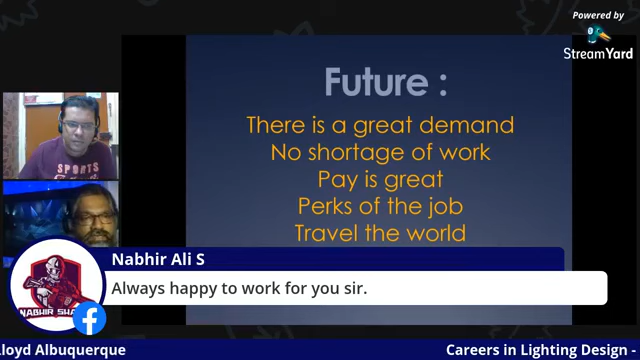 Powered by
StreamYard
Future :
There is a great demand
No shortage of work
Pay is great
Perks of the job
Travel the world
SPORTS
Nabhir Ali S
Always happy to work for you sir.
NABHIR
lloyd Albuquerque
Careers in Lighting Design -